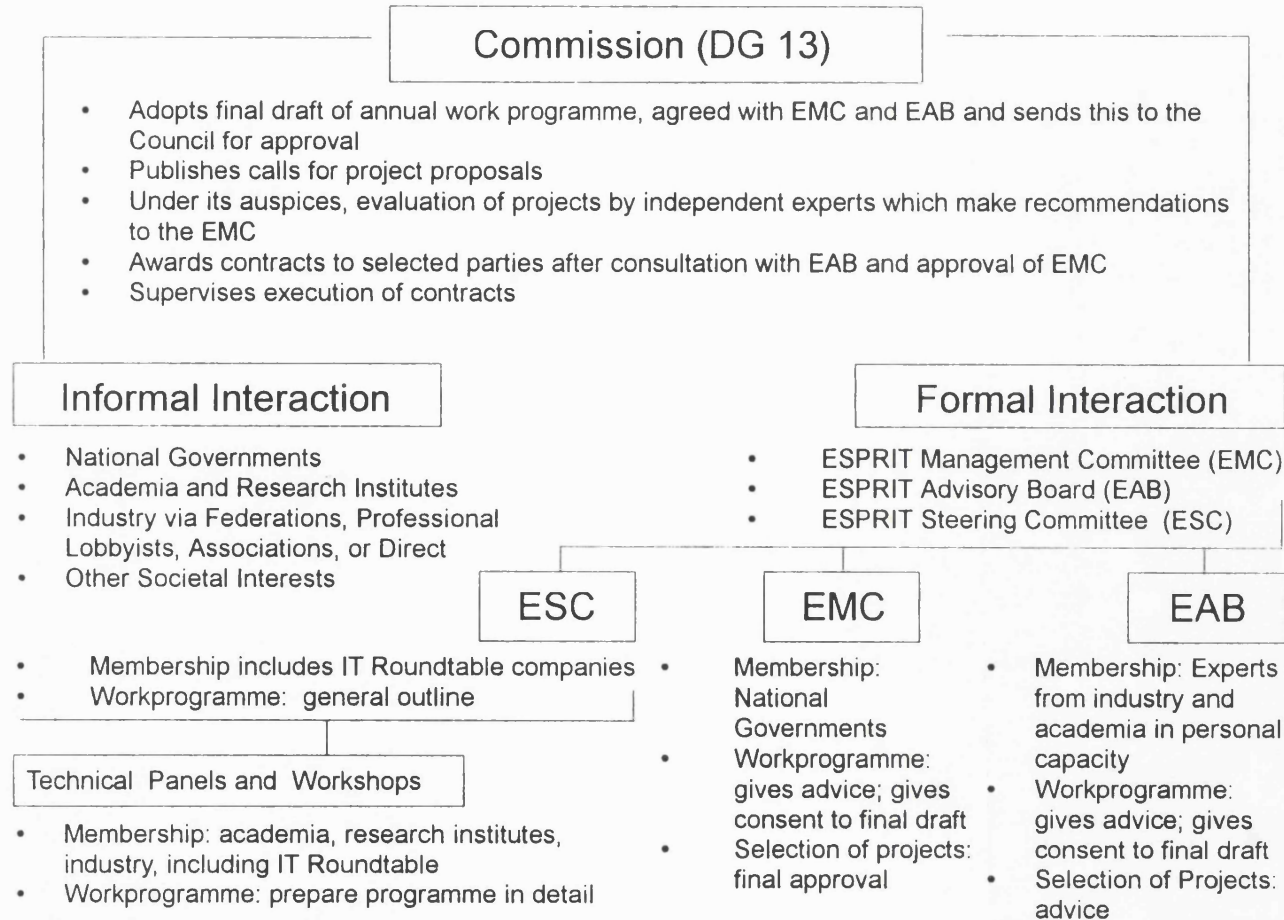 Commission (DG 13)
• Adopts final draft of annual work programme, agreed with EMC and EAB and sends this to the
Council for approval
• Publishes calls for project proposals
• Under its auspices, evaluation of projects by independent experts which make recommendations
to the EMC
• Awards contracts to selected parties after consultation with EAB and approval of EMC
• Supervises execution of contracts
Informal Interaction
• National Governments
• Academia and Research Institutes
• Industry via Federations, Professional
Lobbyists, Associations, or Direct
• Other Societal Interests
Formal Interaction
• ESPRIT Management Committee (EMC)
• ESPRIT Advisory Board (EAB)
• ESPRIT Steering Committee (ESC)
ESC
• Membership includes IT Roundtable companies
• Workprogramme: general outline
Technical Panels and Workshops
• Membership: academia, research institutes,
industry, including IT Roundtable
• Workprogramme: prepare programme in detail
EMC
• Membership:
National
Governments
• Workprogramme:
gives advice; gives
consent to final draft
• Selection of projects:
final approval
EAB
• Membership: Experts
from industry and
academia in personal
capacity
• Workprogramme:
gives advice; gives
consent to final draft
• Selection of Projects:
advice